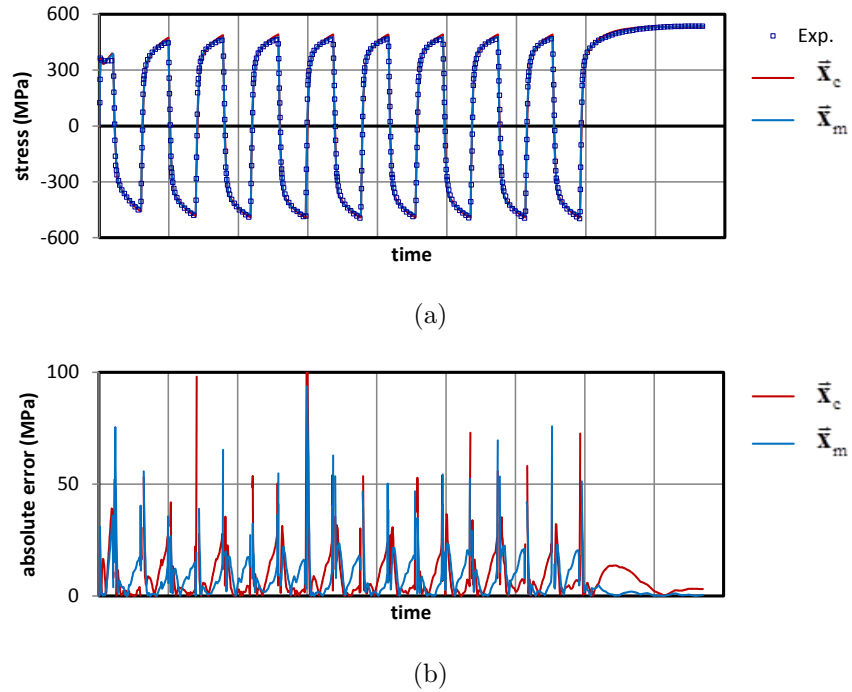 600
300
0
-300
-600
stress (MPa)
time
Exp.
x⃗c
x⃗m
(a)
100
50
0
absolute error (MPa)
time
x⃗c
x⃗m
(b)